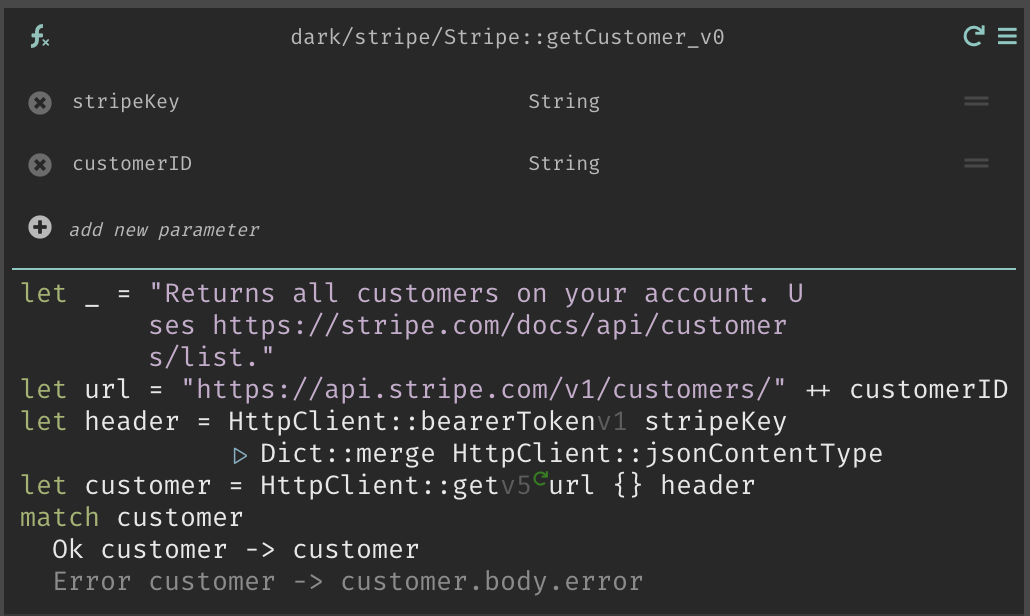 fx
dark/stripe/Stripe::getCustomer_v0
stripeKey String
customerID String
add new parameter
let _ = "Returns all customers on your account. U
ses https://stripe.com/docs/api/customer
s/list."
let url = "https://api.stripe.com/v1/customers/" ++ customerID
let header = HttpClient::bearerTokenv1 stripeKey
▷ Dict::merge HttpClient::jsonContentType
let customer = HttpClient::getv5 url {} header
match customer
Ok customer -> customer
Error customer -> customer.body.error